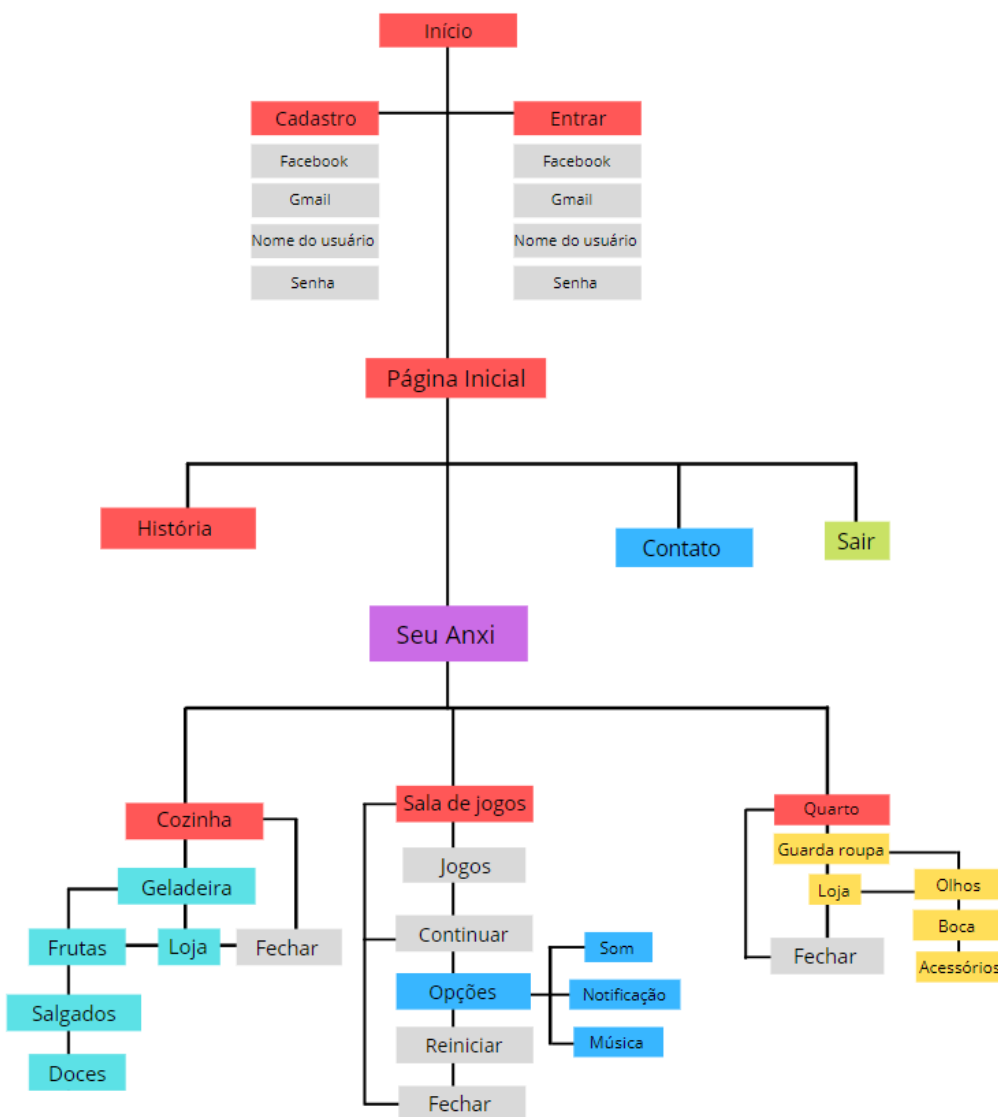 Início
Cadastro
Entrar
Facebook
Facebook
Gmail
Gmail
Nome do usuário
Nome do usuário
Senha
Senha
Página Inicial
História
Contato
Sair
Seu Anxi
Cozinha
Sala de jogos
Quarto
Geladeira
Jogos
Guarda roupa
Loja
Olhos
Frutas
Loja
Fechar
Continuar
Boca
Fechar
Som
Acessórios
Salgados
Opções
Notificação
Doces
Reiniciar
Música
Fechar